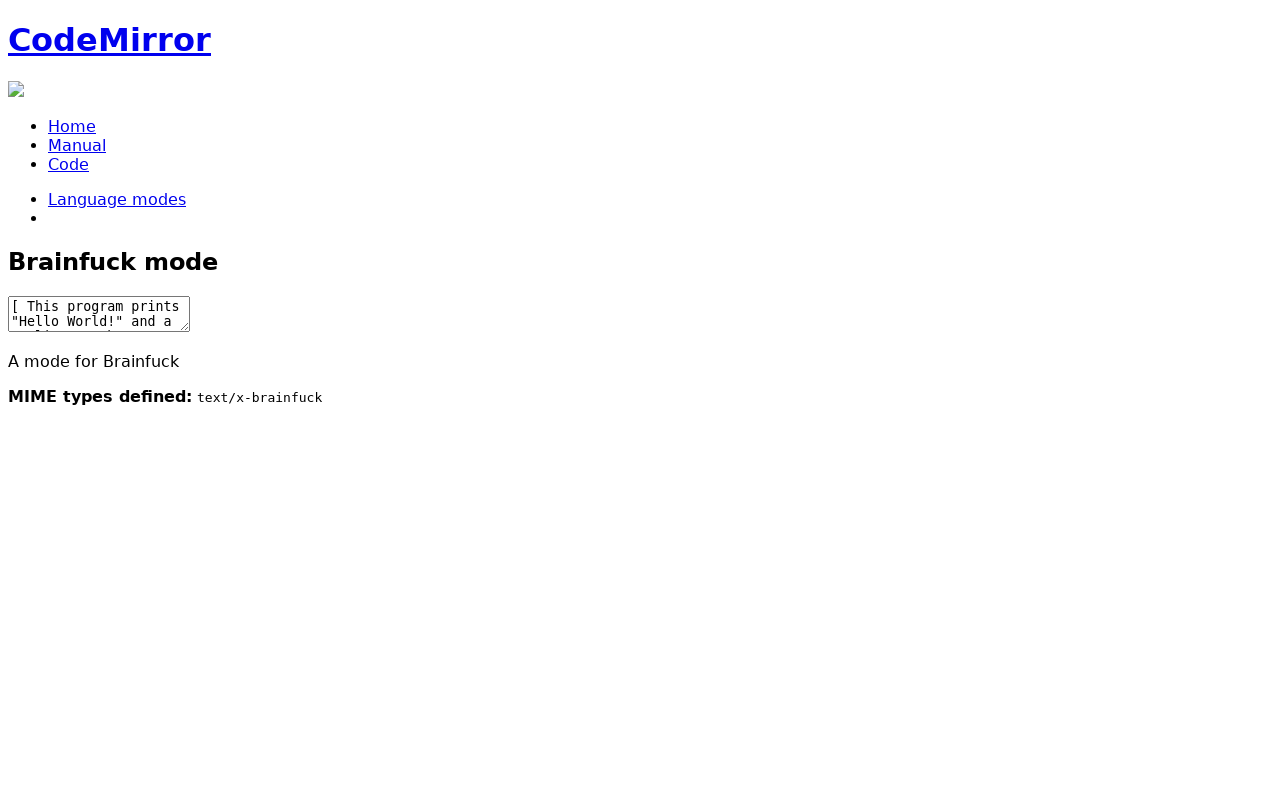 CodeMirror
Home
Manual
Code
Language modes
Brainfuck mode
[ This program prints
"Hello World!" and a
A mode for Brainfuck
MIME types defined: text/x-brainfuck